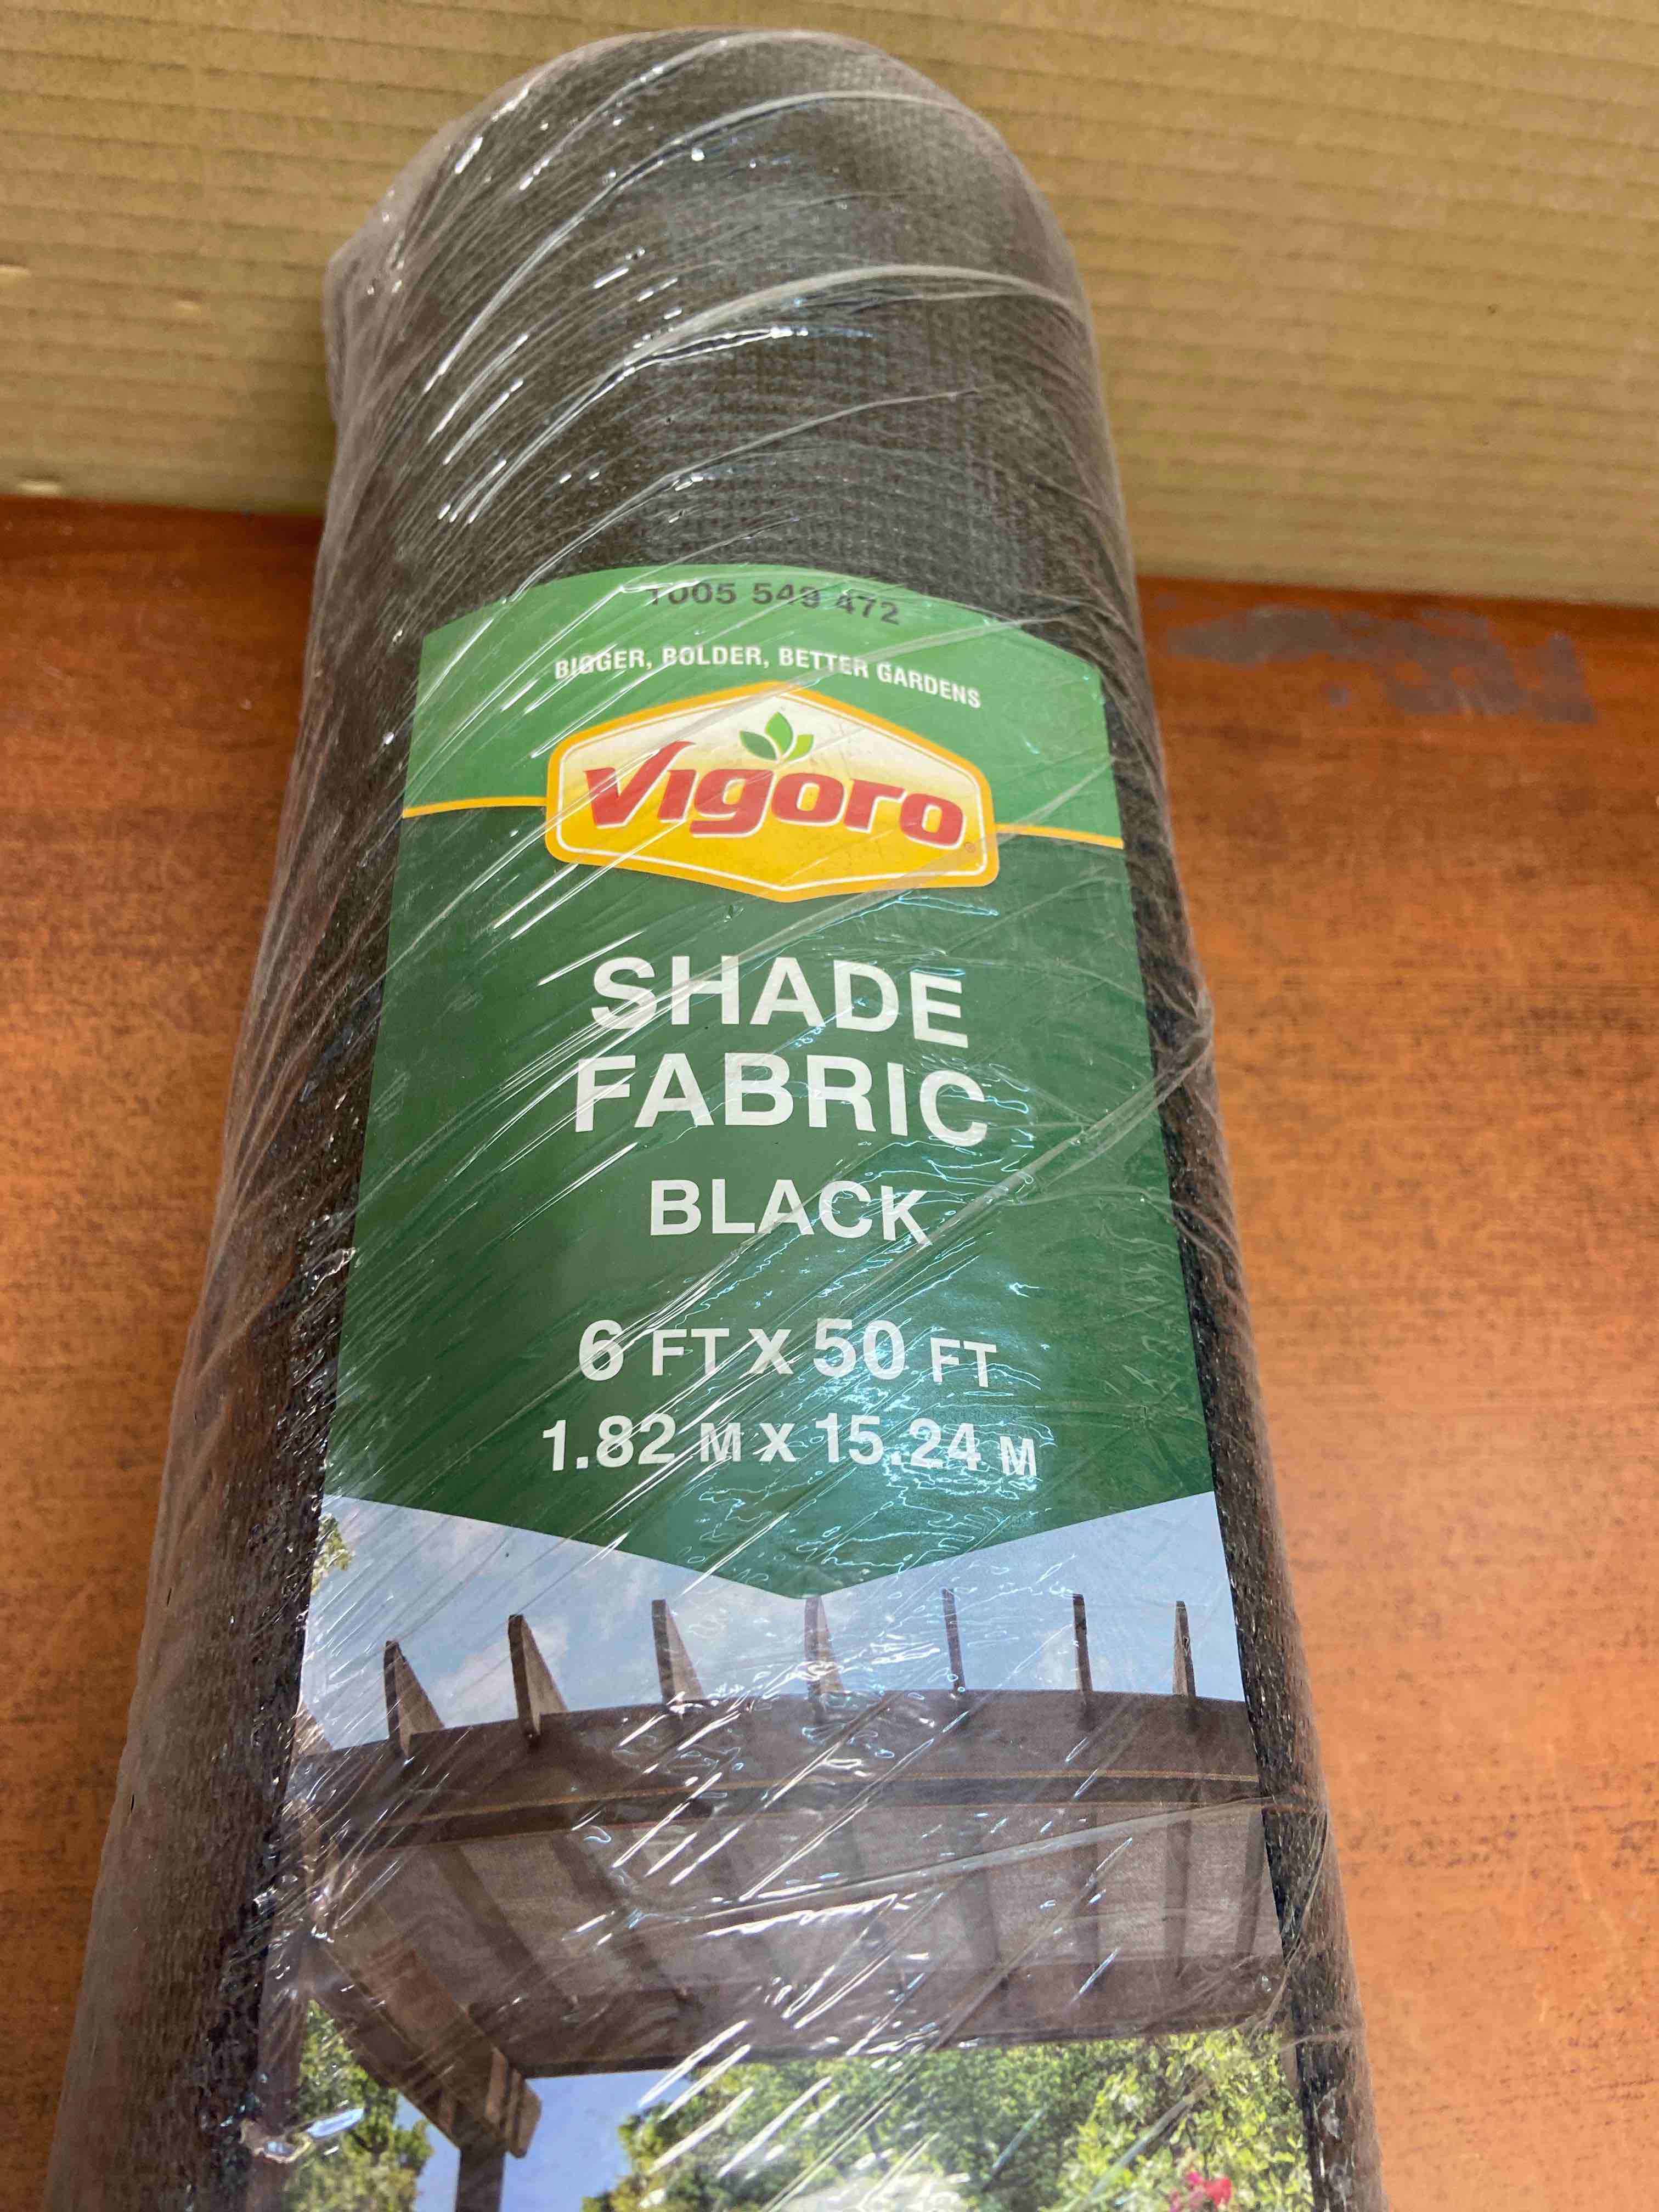 1005 549 472
BIGGER, BOLDER, BETTER GARDENS
Vigoro®
SHADE
FABRIC
BLACK
6 FT X 50 FT
1.82 M X 15.24 M